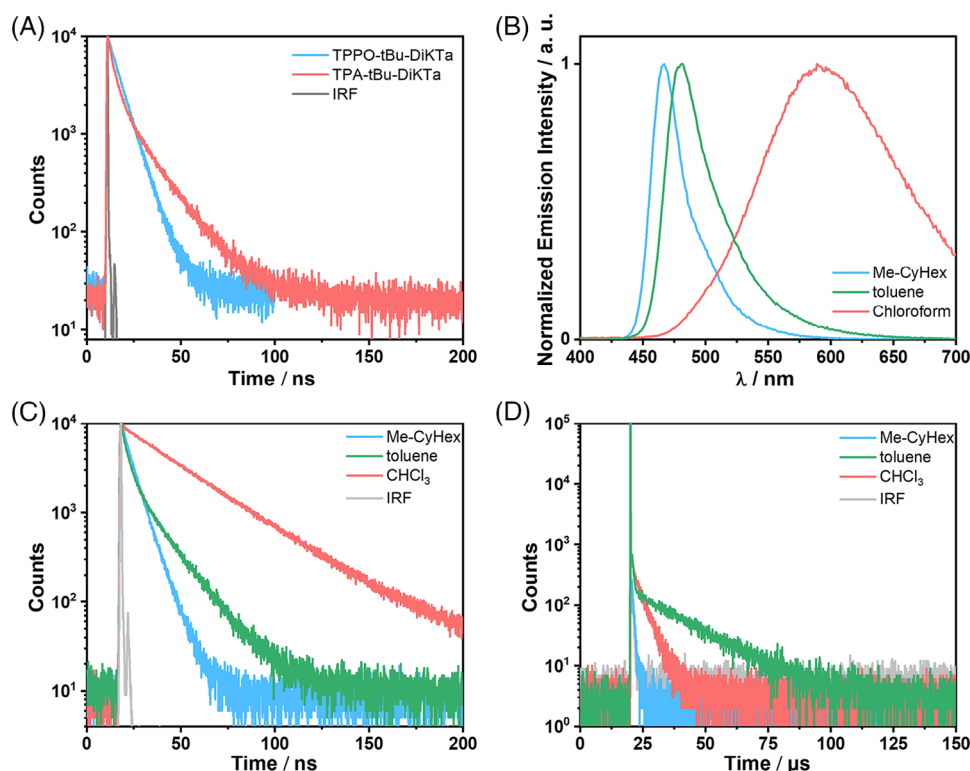 (A)
10⁴
10³
10²
10¹
Counts
TPPO-tBu-DiKTa
TPA-tBu-DiKTa
IRF
0 50 100 150 200
Time / ns
(B)
Normalized Emission Intensity / a. u.
1
0
Me-CyHex
toluene
Chloroform
400 450 500 550 600 650 700
λ / nm
(C)
10⁴
10³
10²
10¹
Counts
Me-CyHex
toluene
CHCl₃
IRF
0 50 100 150 200
Time / ns
(D)
10⁵
10⁴
10³
10²
10¹
10⁰
Counts
Me-CyHex
toluene
CHCl₃
IRF
0 25 50 75 100 125 150
Time / µs